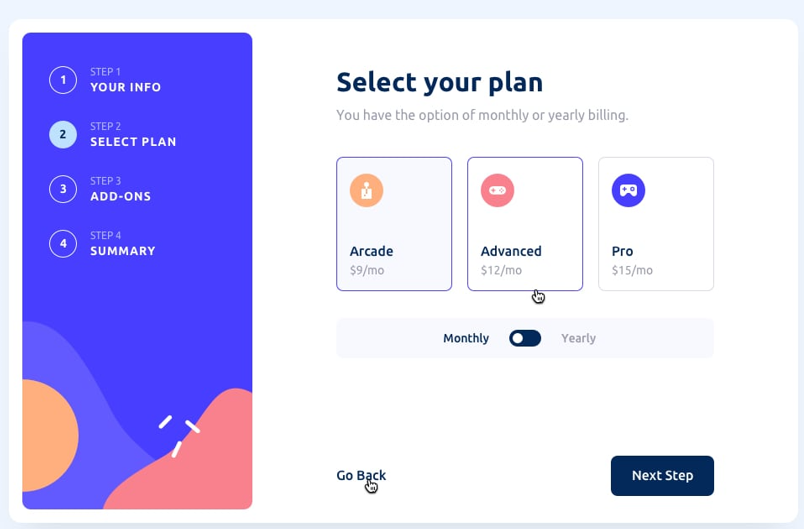 1
STEP 1
YOUR INFO
2
STEP 2
SELECT PLAN
3
STEP 3
ADD-ONS
4
STEP 4
SUMMARY
Select your plan
You have the option of monthly or yearly billing.
Arcade
$9/mo
Advanced
$12/mo
Pro
$15/mo
Monthly Yearly
Go Back
Next Step